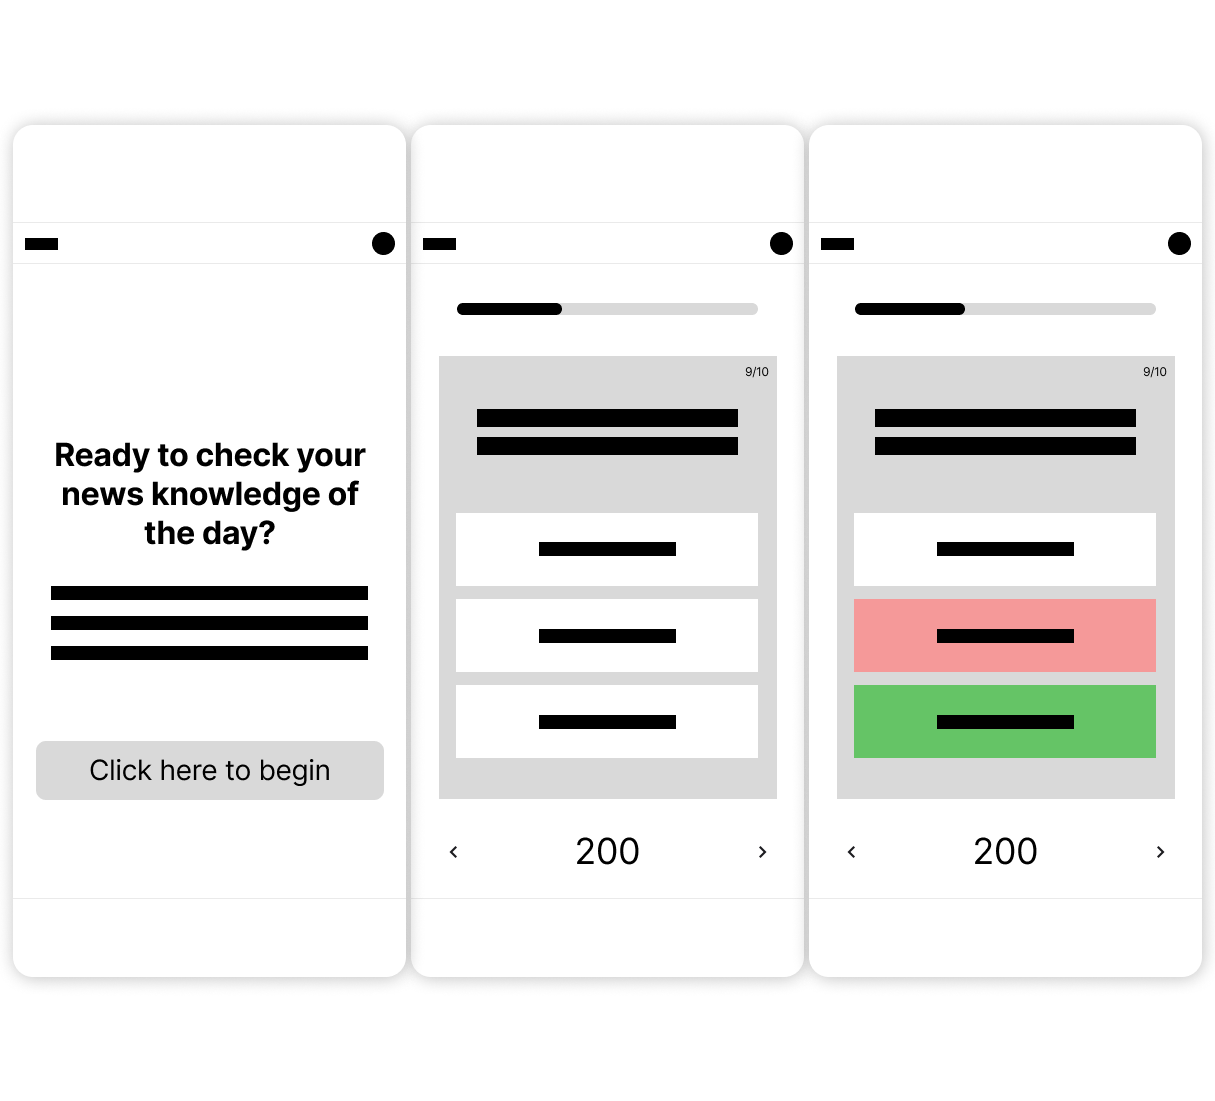 Ready to check your
news knowledge of
the day?
Click here to begin
9/10
‹ 200 ›
9/10
‹ 200 ›